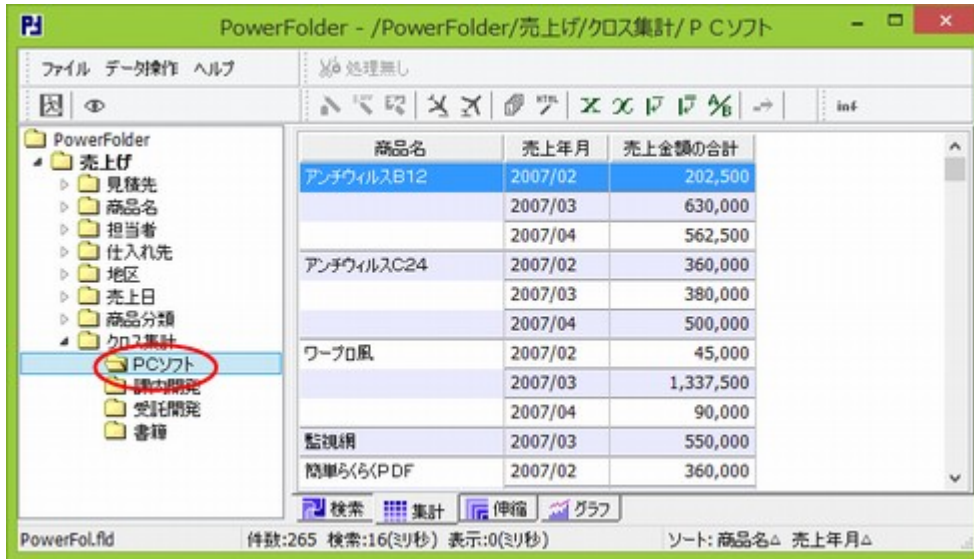 PowerFolder - /PowerFolder/売上げ/クロス集計/ＰＣソフト
ファイル データ操作 ヘルプ 処理無し
HTML inf
PowerFolder
売上げ
見積先
商品名
担当者
仕入れ先
地区
売上日
商品分類
クロス集計
PCソフト
課内開発
受託開発
書籍
商品名 売上年月 売上金額の合計
アンチウィルスB12 2007/02 202,500
2007/03 630,000
2007/04 562,500
アンチウィルスC24 2007/02 360,000
2007/03 380,000
2007/04 500,000
ワープロ風 2007/02 45,000
2007/03 1,337,500
2007/04 90,000
監視網 2007/03 550,000
簡単らくらくPDF 2007/02 360,000
検索 集計 伸縮 グラフ
PowerFol.fld 件数:265 検索:16(ミリ秒) 表示:0(ミリ秒) ソート: 商品名△ 売上年月△